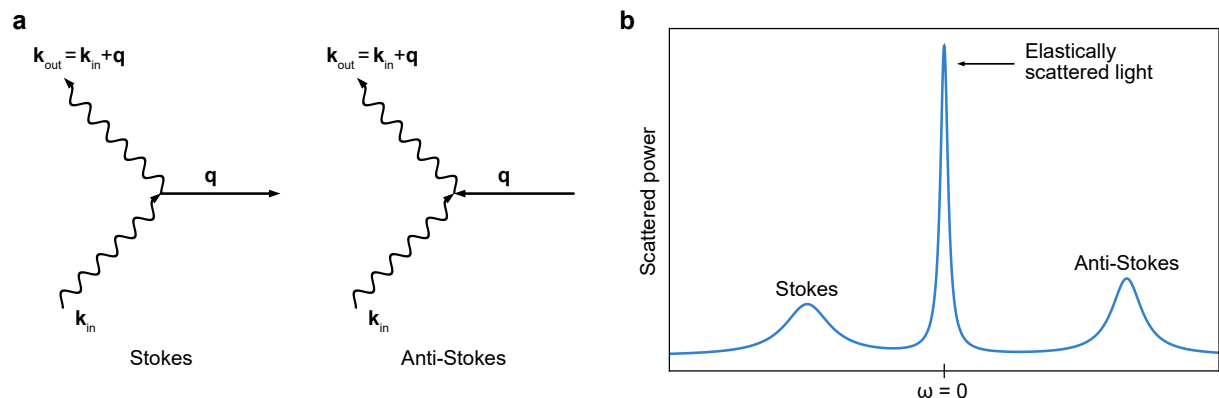 a
k_out = k_in + q
k_out = k_in + q
q
q
k_in
k_in
Stokes
Anti-Stokes
b
Scattered power
Elastically
scattered light
Stokes
Anti-Stokes
ω = 0